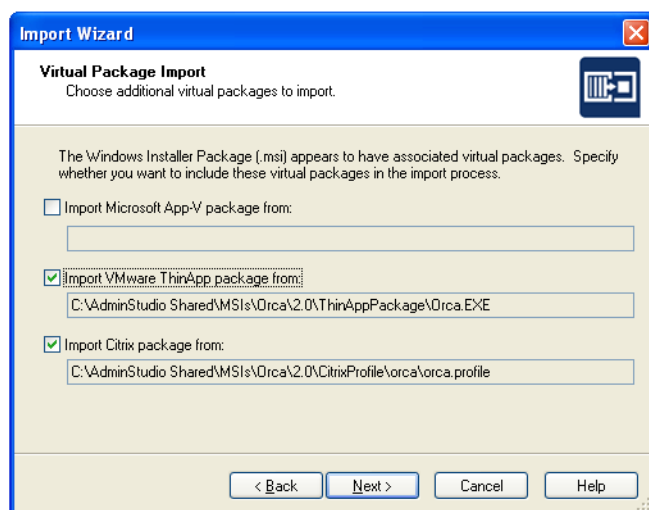 Import Wizard
Virtual Package Import
Choose additional virtual packages to import.
The Windows Installer Package (.msi) appears to have associated virtual packages. Specify
whether you want to include these virtual packages in the import process.
Import Microsoft App-V package from:
Import VMware ThinApp package from:
C:\AdminStudio Shared\MSIs\Orca\2.0\ThinAppPackage\Orca.EXE
Import Citrix package from:
C:\AdminStudio Shared\MSIs\Orca\2.0\CitrixProfile\orca\orca.profile
< Back Next > Cancel Help